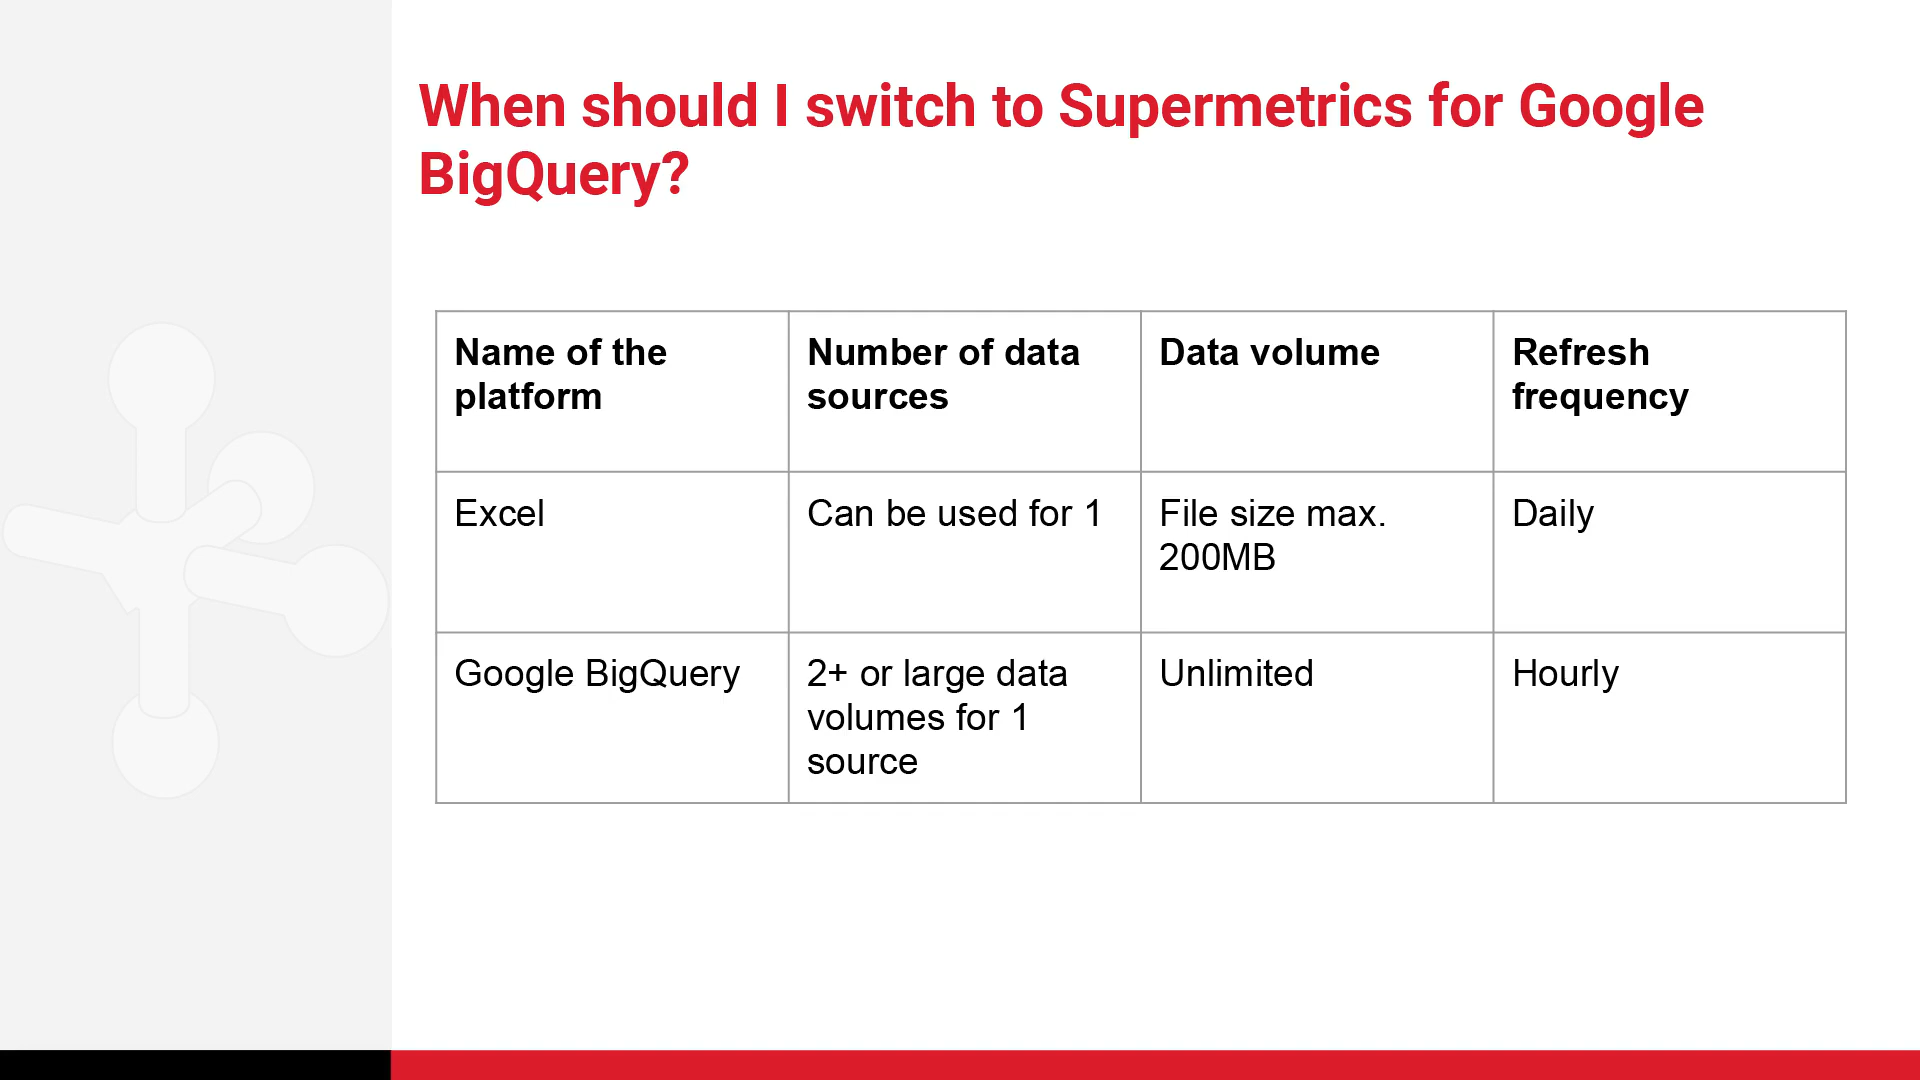 When should I switch to Supermetrics for Google
BigQuery?
Name of the
platform
Number of data
sources
Data volume
Refresh
frequency
Excel
Can be used for 1
File size max.
200MB
Daily
Google BigQuery
2+ or large data
volumes for 1
source
Unlimited
Hourly